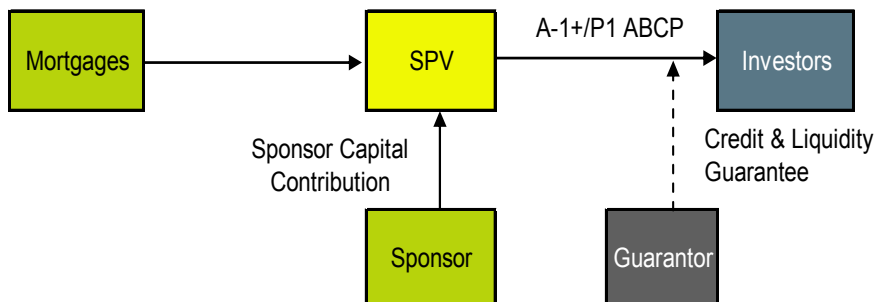 A-1+/P1 ABCP
Mortgages
SPV
Investors
Sponsor Capital
Contribution
Credit & Liquidity
Guarantee
Sponsor
Guarantor